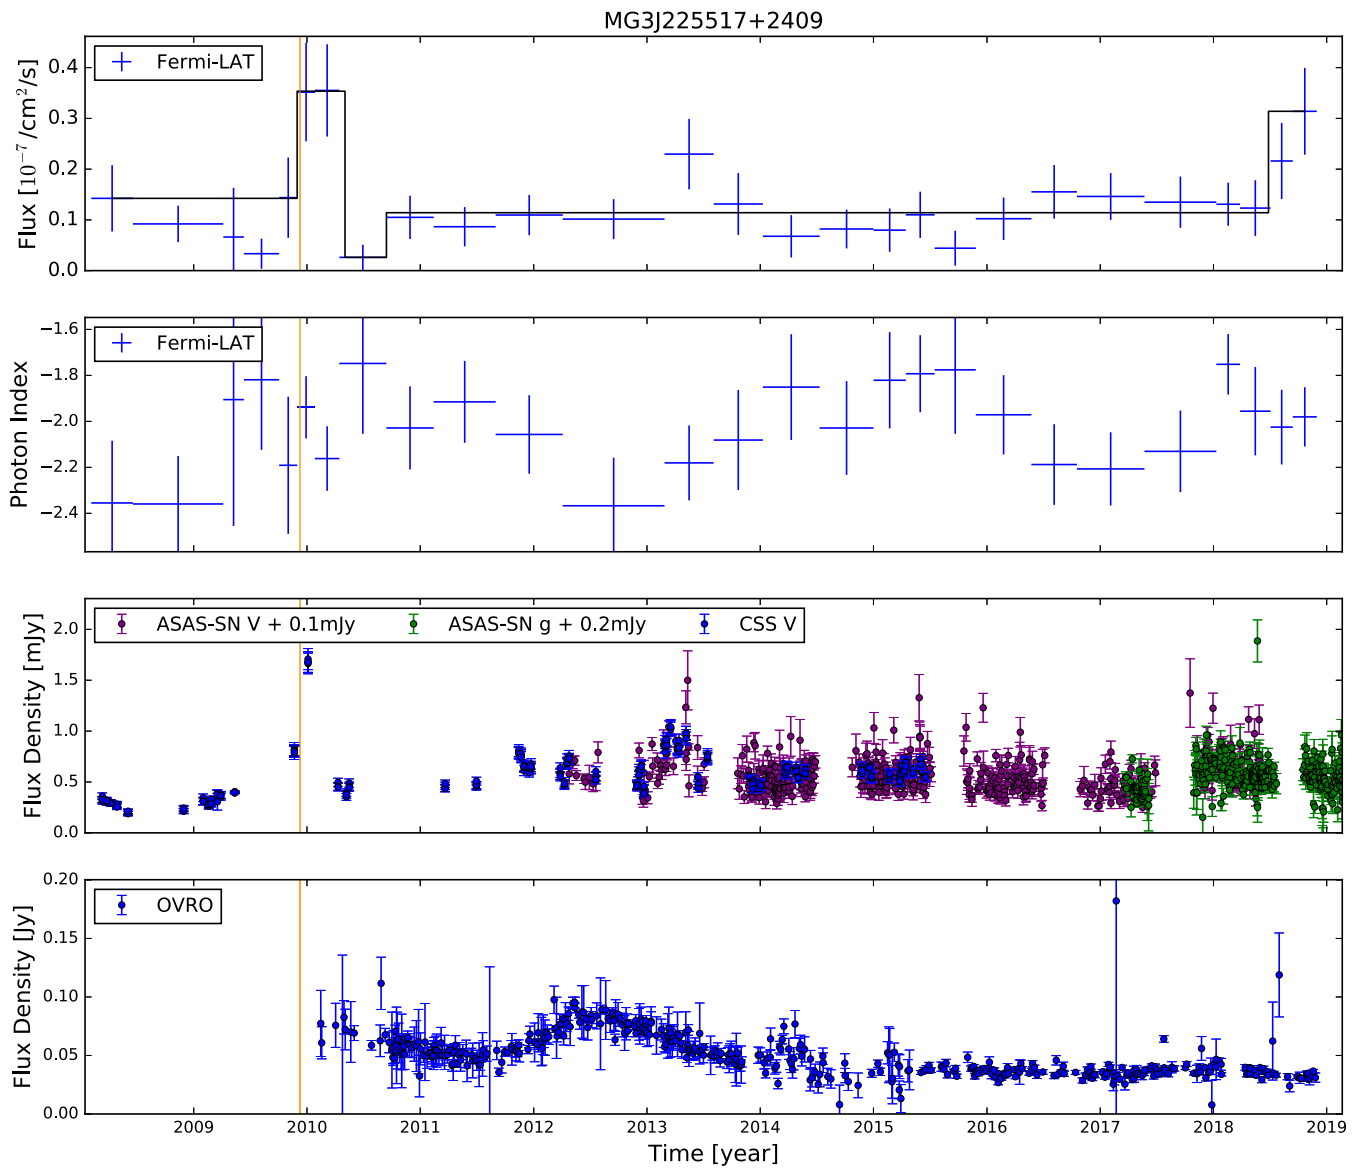 MG3J225517+2409
Flux [10⁻⁷/cm²/s]
0.4
0.3
0.2
0.1
0.0
Fermi-LAT
Photon Index
−1.6
−1.8
−2.0
−2.2
−2.4
Fermi-LAT
Flux Density [mJy]
2.0
1.5
1.0
0.5
0.0
ASAS-SN V + 0.1mJy
ASAS-SN g + 0.2mJy
CSS V
Flux Density [Jy]
0.20
0.15
0.10
0.05
0.00
OVRO
2009 2010 2011 2012 2013 2014 2015 2016 2017 2018 2019
Time [year]